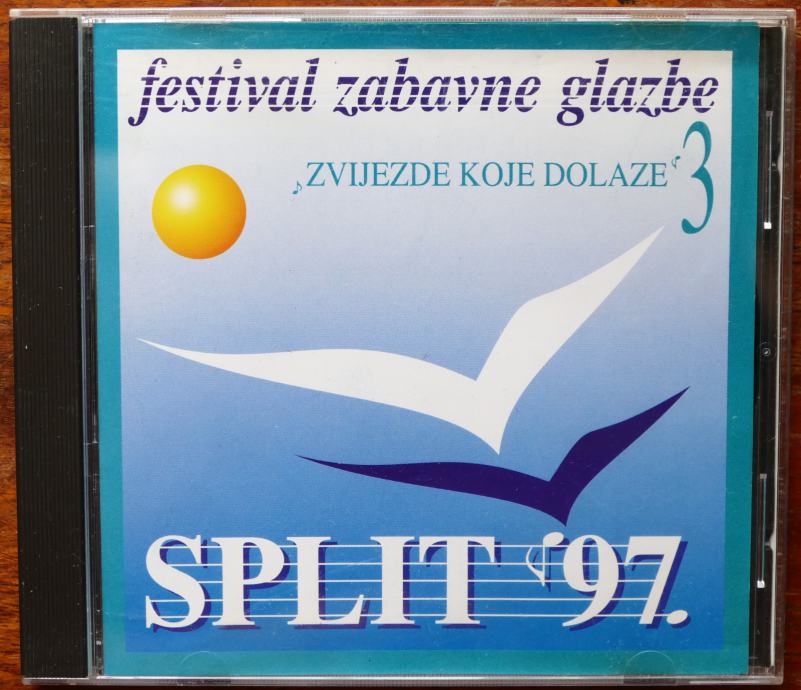 festival zabavne glazbe
♪ZVIJEZDE KOJE DOLAZE♪ 3
SPLIT '97.